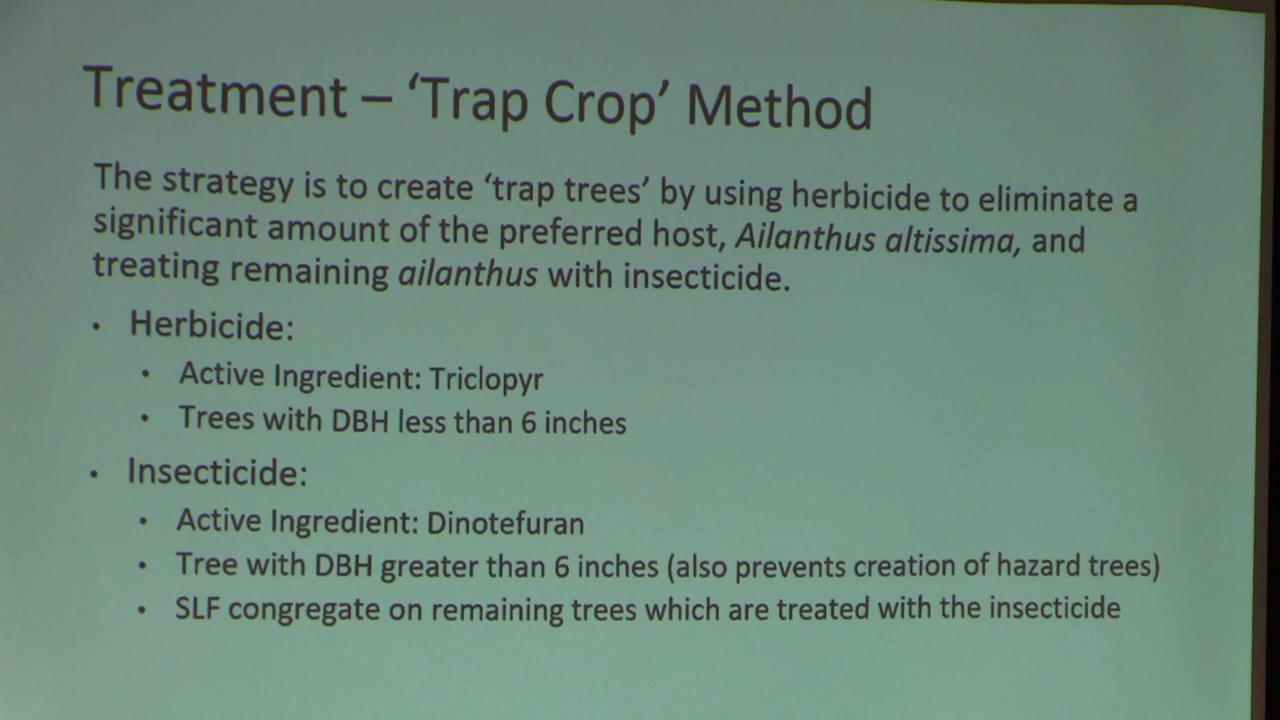 Treatment – ‘Trap Crop’ Method
The strategy is to create ‘trap trees’ by using herbicide to eliminate a
significant amount of the preferred host, Ailanthus altissima, and
treating remaining ailanthus with insecticide.
• Herbicide:
• Active Ingredient: Triclopyr
• Trees with DBH less than 6 inches
• Insecticide:
• Active Ingredient: Dinotefuran
• Tree with DBH greater than 6 inches (also prevents creation of hazard trees)
• SLF congregate on remaining trees which are treated with the insecticide